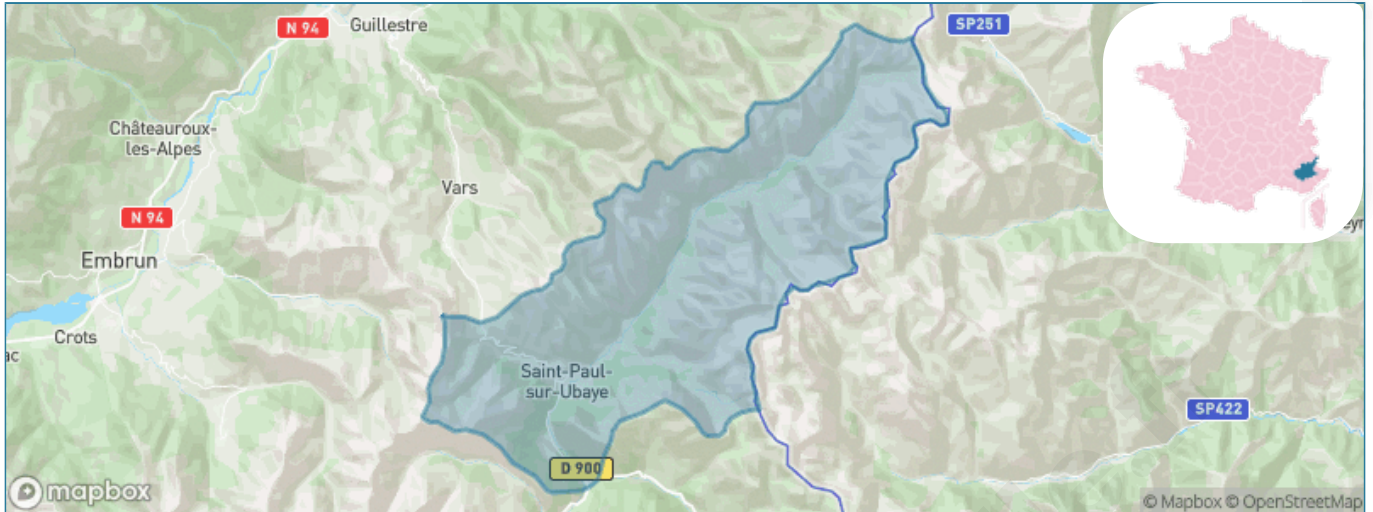 N 94
Guillestre
SP251
Châteauroux-
les-Alpes
Vars
N 94
Embrun
Crots
Saint-Paul-
sur-Ubaye
SP422
D 900
mapbox
© Mapbox © OpenStreetMap